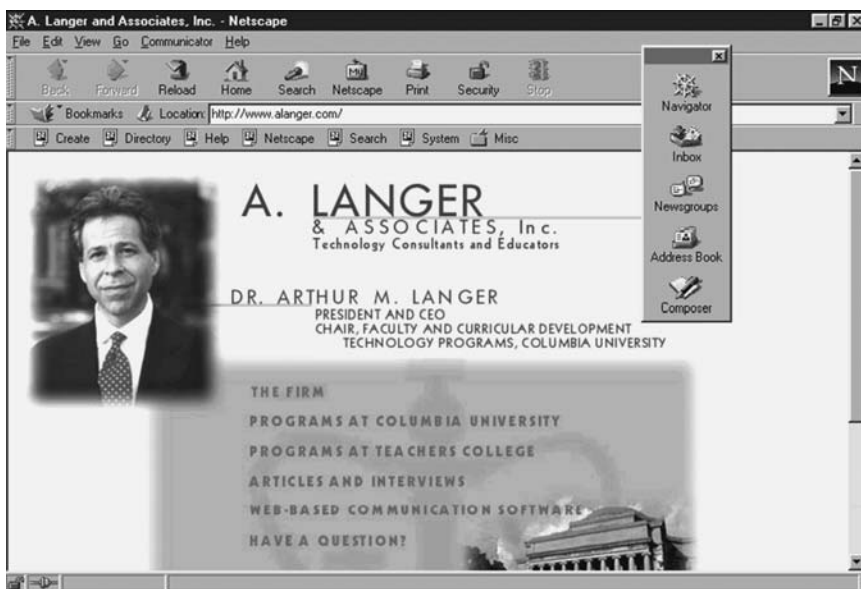 A. Langer and Associates, Inc. - Netscape
File Edit View Go Communicator Help
Back Forward Reload Home Search Netscape Print Security Stop
My
N
Bookmarks Location: http://www.alanger.com/
Create Directory Help Netscape Search System Misc
Navigator
Inbox
Newsgroups
Address Book
Composer
A. LANGER
& ASSOCIATES, Inc.
Technology Consultants and Educators
DR. ARTHUR M. LANGER
PRESIDENT AND CEO
CHAIR, FACULTY AND CURRICULAR DEVELOPMENT
TECHNOLOGY PROGRAMS, COLUMBIA UNIVERSITY
THE FIRM
PROGRAMS AT COLUMBIA UNIVERSITY
PROGRAMS AT TEACHERS COLLEGE
ARTICLES AND INTERVIEWS
WEB-BASED COMMUNICATION SOFTWARE
HAVE A QUESTION?